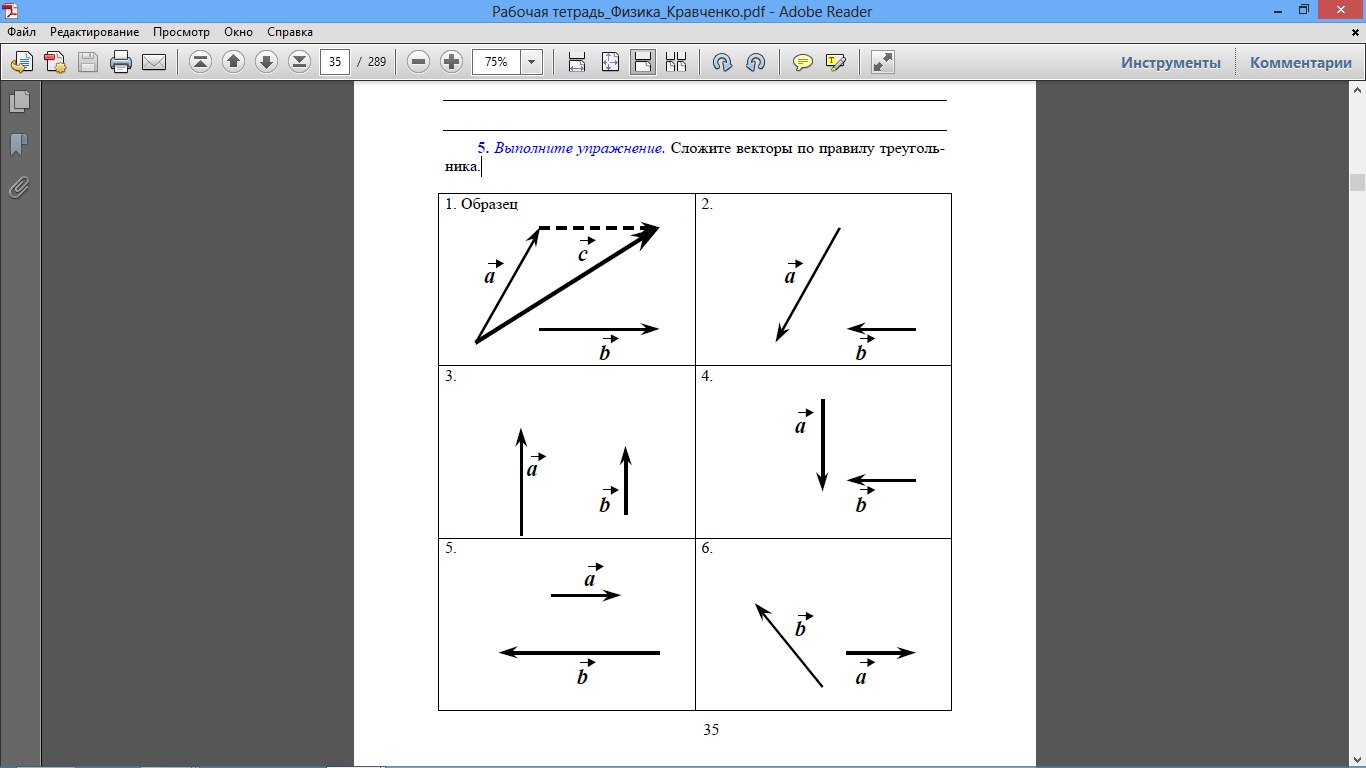 Рабочая тетрадь_Физика_Кравченко.pdf - Adobe Reader
Файл Редактирование Просмотр Окно Справка
35 / 289 75% Инструменты Комментарии
5. Выполните упражнение. Сложите векторы по правилу треуголь-
ника.
1. Образец
a
c
b
2.
a
b
3.
a
b
4.
a
b
5.
a
b
6.
b
a
35